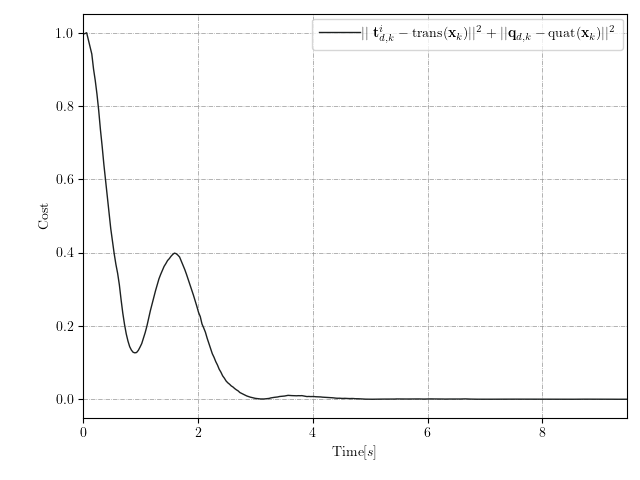 || t^i_{d,k} − trans(x_k)||² + ||q_{d,k} − quat(x_k)||²
1.0
0.8
0.6
0.4
0.2
0.0
Cost
0 2 4 6 8
Time[s]